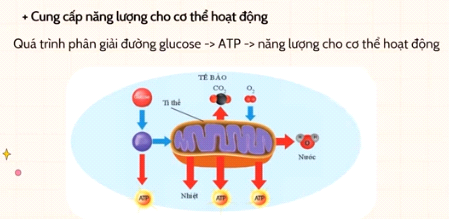 + Cung cấp năng lượng cho cơ thể hoạt động
Quá trình phân giải đường glucose -> ATP -> năng lượng cho cơ thể hoạt động
TẾ BÀO
CO₂ O₂
Ti thể
Nước
Nhiệt
ATP ATP ATP